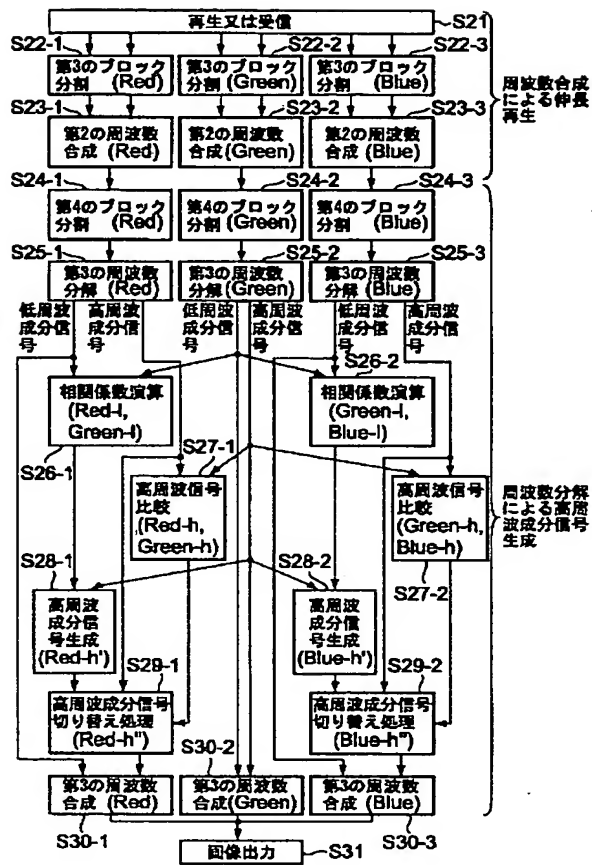 再生又は受信
S21
S22-1
S22-2
S22-3
第3のブロック
分割 (Red)
第3のブロック
分割 (Green)
第3のブロック
分割 (Blue)
S23-1
S23-2
S23-3
第2の周波数
合成 (Red)
第2の周波数
合成(Green)
第2の周波数
合成 (Blue)
周波数合成
による伸長
再生
S24-1
S24-2
S24-3
第4のブロック
分割 (Red)
第4のブロック
分割 (Green)
第4のブロック
分割 (Blue)
S25-1
S25-2
S25-3
第3の周波数
分解 (Red)
第3の周波数
分解(Green)
第3の周波数
分解 (Blue)
低周波
成分信
号
高周波
成分信
号
低周波
成分信
号
高周波
成分信
号
低周波
成分信
号
高周波
成分信
号
S26-2
相関係数演算
(Red-l,
Green-l)
相関係数演算
(Green-l,
Blue-l)
S26-1
S27-1
高周波信号
比較
(Red-h,
Green-h)
高周波信号
比較
(Green-h,
Blue-h)
周波数分解
による高周
波成分信号
生成
S28-1
S28-2
S27-2
高周波
成分信
号生成
(Red-h')
高周波
成分信
号生成
(Blue-h')
S29-1
S29-2
高周波成分信号
切り替え処理
(Red-h'')
高周波成分信号
切り替え処理
(Blue-h'')
S30-2
第3の周波数
合成 (Red)
第3の周波数
合成(Green)
第3の周波数
合成 (Blue)
S30-1
S30-3
画像出力
S31